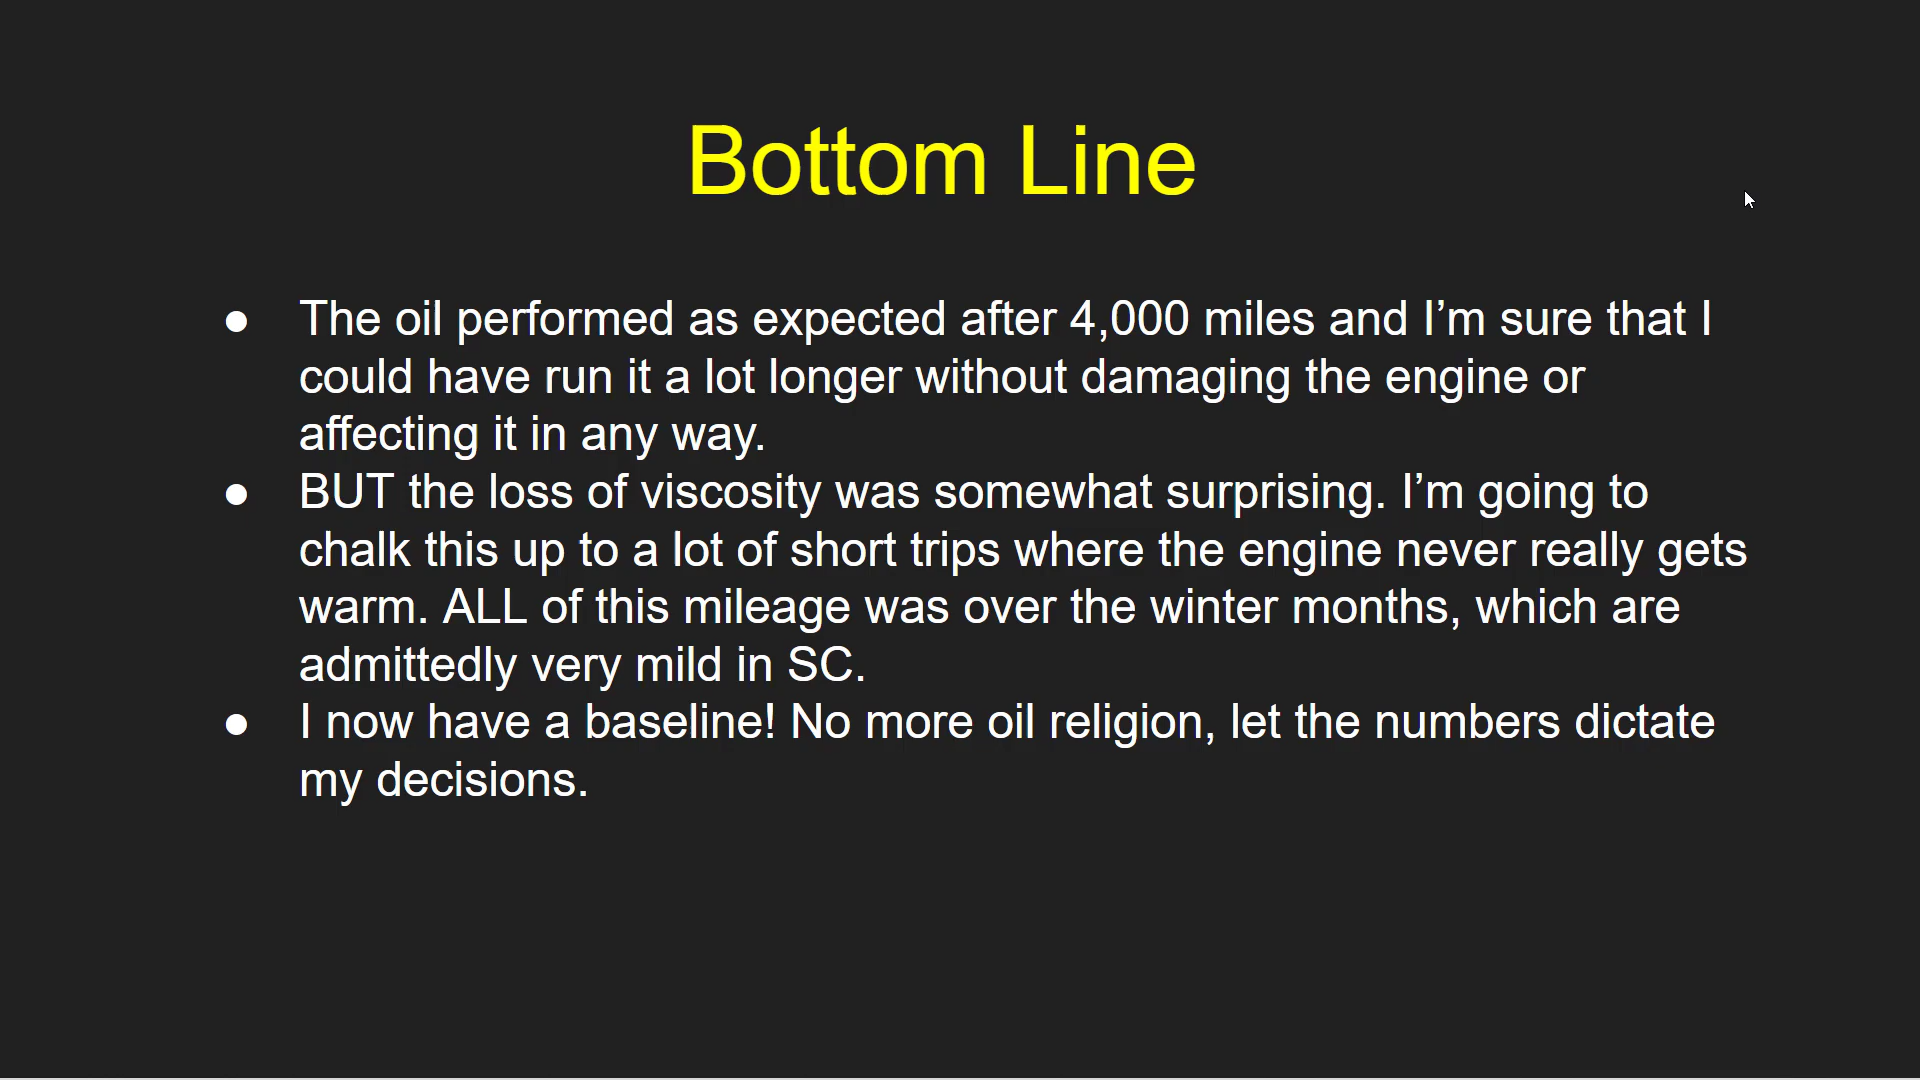 Bottom Line
● The oil performed as expected after 4,000 miles and I’m sure that I
could have run it a lot longer without damaging the engine or
affecting it in any way.
● BUT the loss of viscosity was somewhat surprising. I’m going to
chalk this up to a lot of short trips where the engine never really gets
warm. ALL of this mileage was over the winter months, which are
admittedly very mild in SC.
● I now have a baseline! No more oil religion, let the numbers dictate
my decisions.